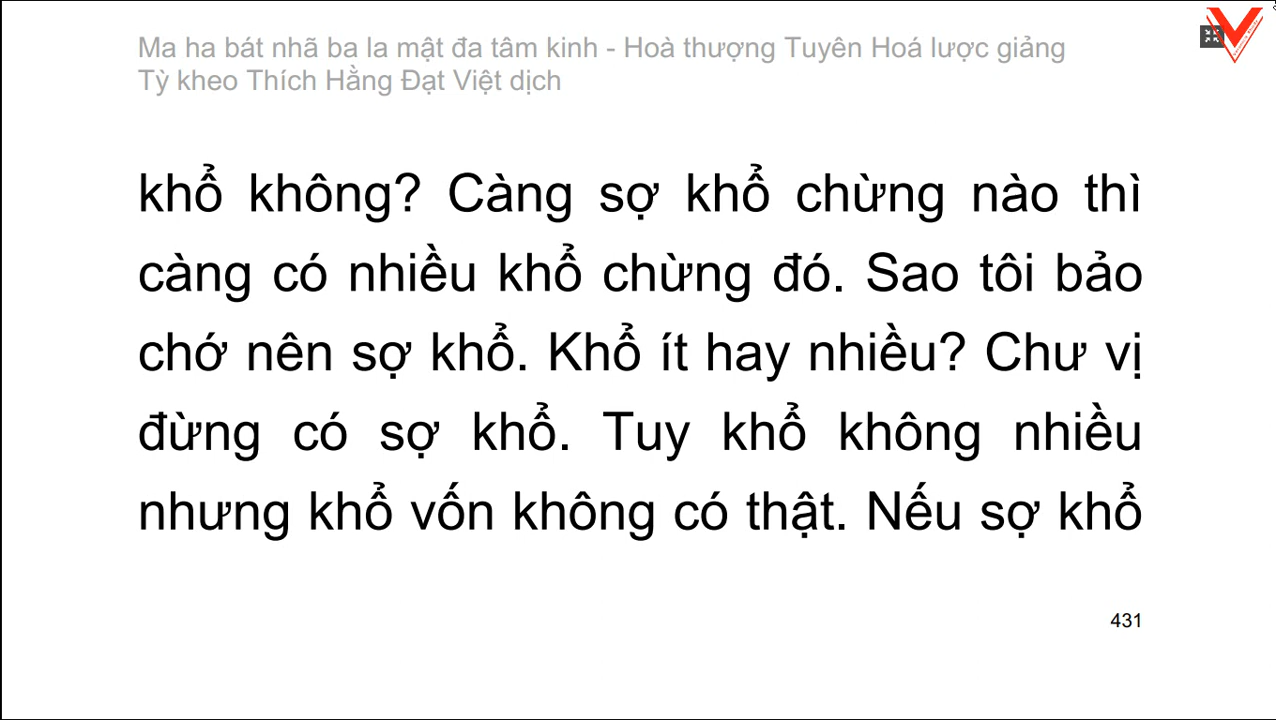 Ma ha bát nhã ba la mật đa tâm kinh - Hoà thượng Tuyên Hoá lược giảng
Tỳ kheo Thích Hằng Đạt Việt dịch
khổ không? Càng sợ khổ chừng nào thì
càng có nhiều khổ chừng đó. Sao tôi bảo
chớ nên sợ khổ. Khổ ít hay nhiều? Chư vị
đừng có sợ khổ. Tuy khổ không nhiều
nhưng khổ vốn không có thật. Nếu sợ khổ
431